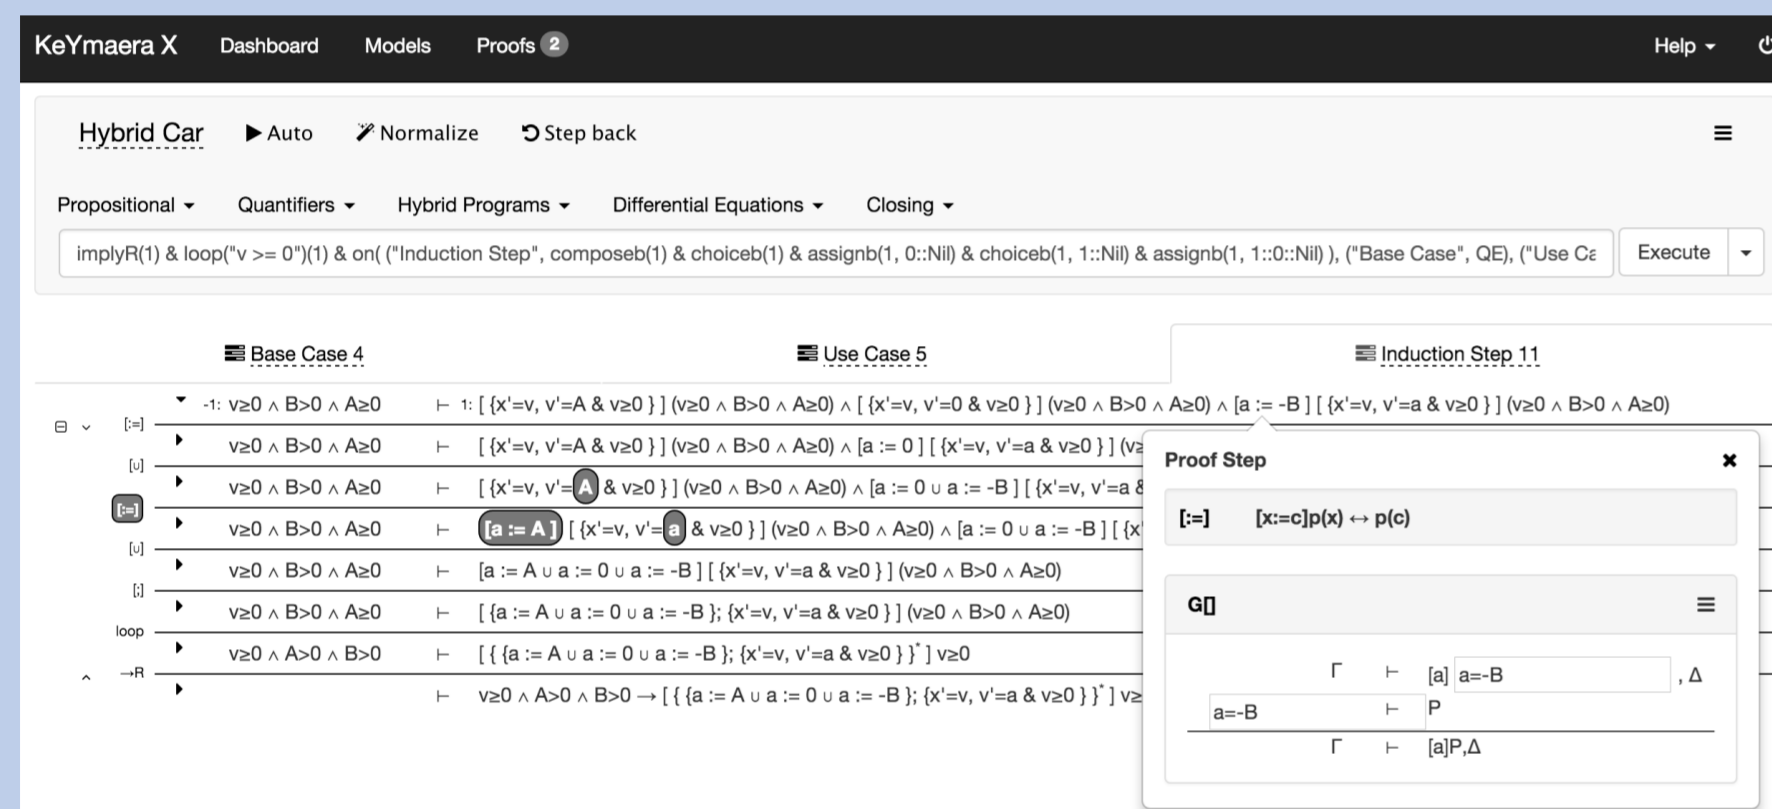 KeYmaera X Dashboard Models Proofs 2 Help
Hybrid Car Auto Normalize Step back
Propositional Quantifiers Hybrid Programs Differential Equations Closing
implyR(1) & loop("v >= 0")(1) & on( ("Induction Step", composeb(1) & choiceb(1) & assignb(1, 0::Nil) & choiceb(1, 1::Nil) & assignb(1, 1::0::Nil) ), ("Base Case", QE), ("Use Ca Execute
Base Case 4 Use Case 5 Induction Step 11
-1: v≥0 ∧ B>0 ∧ A≥0 ⊢ 1: [ {x'=v, v'=A & v≥0 } ] (v≥0 ∧ B>0 ∧ A≥0) ∧ [ {x'=v, v'=0 & v≥0 } ] (v≥0 ∧ B>0 ∧ A≥0) ∧ [a := -B ] [ {x'=v, v'=a & v≥0 } ] (v≥0 ∧ B>0 ∧ A≥0)
[:=]
v≥0 ∧ B>0 ∧ A≥0 ⊢ [ {x'=v, v'=A & v≥0 } ] (v≥0 ∧ B>0 ∧ A≥0) ∧ [a := 0 ] [ {x'=v, v'=a & v≥0 } ] (v≥
[∪]
v≥0 ∧ B>0 ∧ A≥0 ⊢ [ {x'=v, v'=A & v≥0 } ] (v≥0 ∧ B>0 ∧ A≥0) ∧ [a := 0 ∪ a := -B ] [ {x'=v, v'=a &
[:=]
v≥0 ∧ B>0 ∧ A≥0 ⊢ [a := A ] [ {x'=v, v'=a & v≥0 } ] (v≥0 ∧ B>0 ∧ A≥0) ∧ [a := 0 ∪ a := -B ] [ {x'
[∪]
v≥0 ∧ B>0 ∧ A≥0 ⊢ [a := A ∪ a := 0 ∪ a := -B ] [ {x'=v, v'=a & v≥0 } ] (v≥0 ∧ B>0 ∧ A≥0)
[;]
v≥0 ∧ B>0 ∧ A≥0 ⊢ [ {a := A ∪ a := 0 ∪ a := -B }; {x'=v, v'=a & v≥0 } ] (v≥0 ∧ B>0 ∧ A≥0)
loop
v≥0 ∧ A>0 ∧ B>0 ⊢ [ { {a := A ∪ a := 0 ∪ a := -B }; {x'=v, v'=a & v≥0 } }* ] v≥0
→R
⊢ v≥0 ∧ A>0 ∧ B>0 → [ { {a := A ∪ a := 0 ∪ a := -B }; {x'=v, v'=a & v≥0 } }* ] v≥
Proof Step
[:=] [x:=c]p(x) ↔ p(c)
G[]
Γ ⊢ [a] a=-B , Δ
a=-B ⊢ P
Γ ⊢ [a]P,Δ